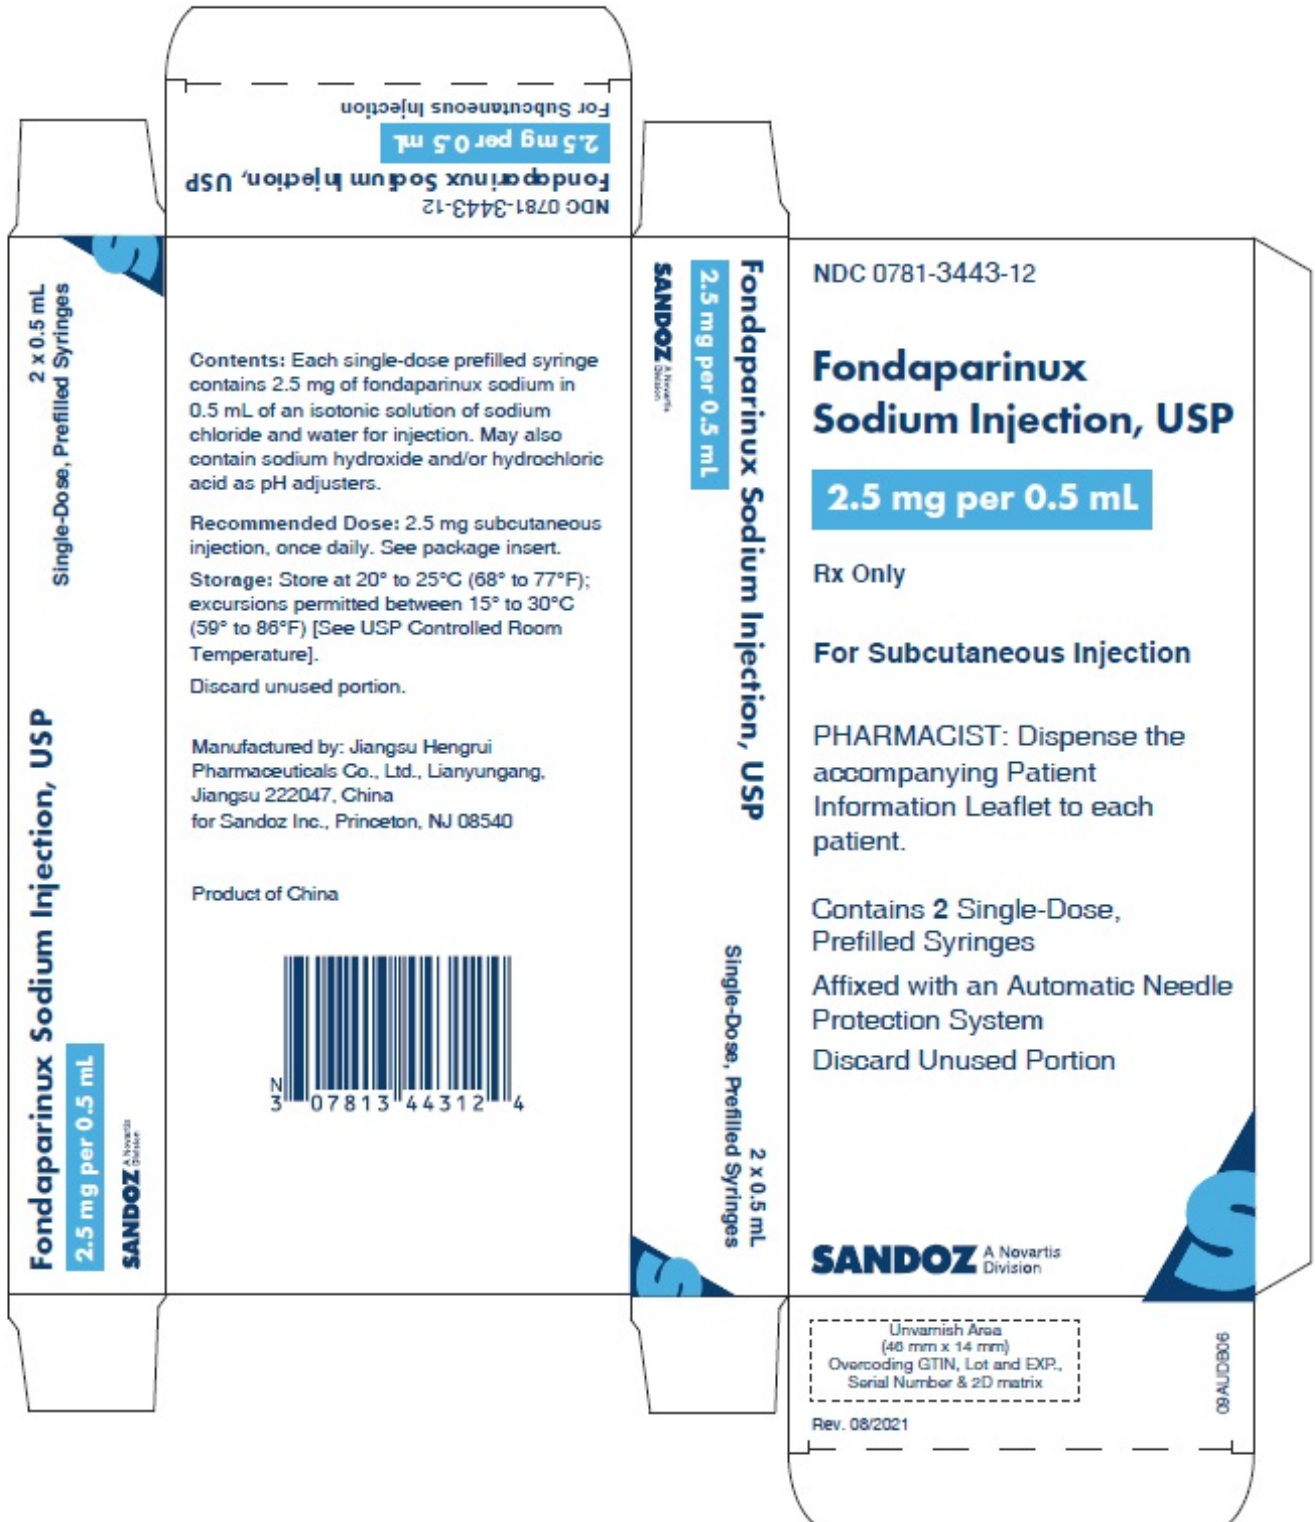 For Subcutaneous Injection
2.5 mg per 0.5 mL
Fondaparinux Sodium Injection, USP
NDC 0781-3443-12
2 x 0.5 mL
Single-Dose, Prefilled Syringes
Fondaparinux Sodium Injection, USP
2.5 mg per 0.5 mL
SANDOZ A Novartis
Division
S
Contents: Each single-dose prefilled syringe
contains 2.5 mg of fondaparinux sodium in
0.5 mL of an isotonic solution of sodium
chloride and water for injection. May also
contain sodium hydroxide and/or hydrochloric
acid as pH adjusters.
Recommended Dose: 2.5 mg subcutaneous
injection, once daily. See package insert.
Storage: Store at 20° to 25°C (68° to 77°F);
excursions permitted between 15° to 30°C
(59° to 86°F) [See USP Controlled Room
Temperature].
Discard unused portion.
Manufactured by: Jiangsu Hengrui
Pharmaceuticals Co., Ltd., Lianyungang,
Jiangsu 222047, China
for Sandoz Inc., Princeton, NJ 08540
Product of China
N
3 07813 44312 4
Fondaparinux Sodium Injection, USP
2.5 mg per 0.5 mL
SANDOZ A Novartis
Division
2 x 0.5 mL
Single-Dose, Prefilled Syringes
S
NDC 0781-3443-12
Fondaparinux
Sodium Injection, USP
2.5 mg per 0.5 mL
Rx Only
For Subcutaneous Injection
PHARMACIST: Dispense the
accompanying Patient
Information Leaflet to each
patient.
Contains 2 Single-Dose,
Prefilled Syringes
Affixed with an Automatic Needle
Protection System
Discard Unused Portion
SANDOZ A Novartis
Division
S
Unvarnish Area
(46 mm x 14 mm)
Overcoding GTIN, Lot and EXP.,
Serial Number & 2D matrix
Rev. 08/2021
09AUDB06